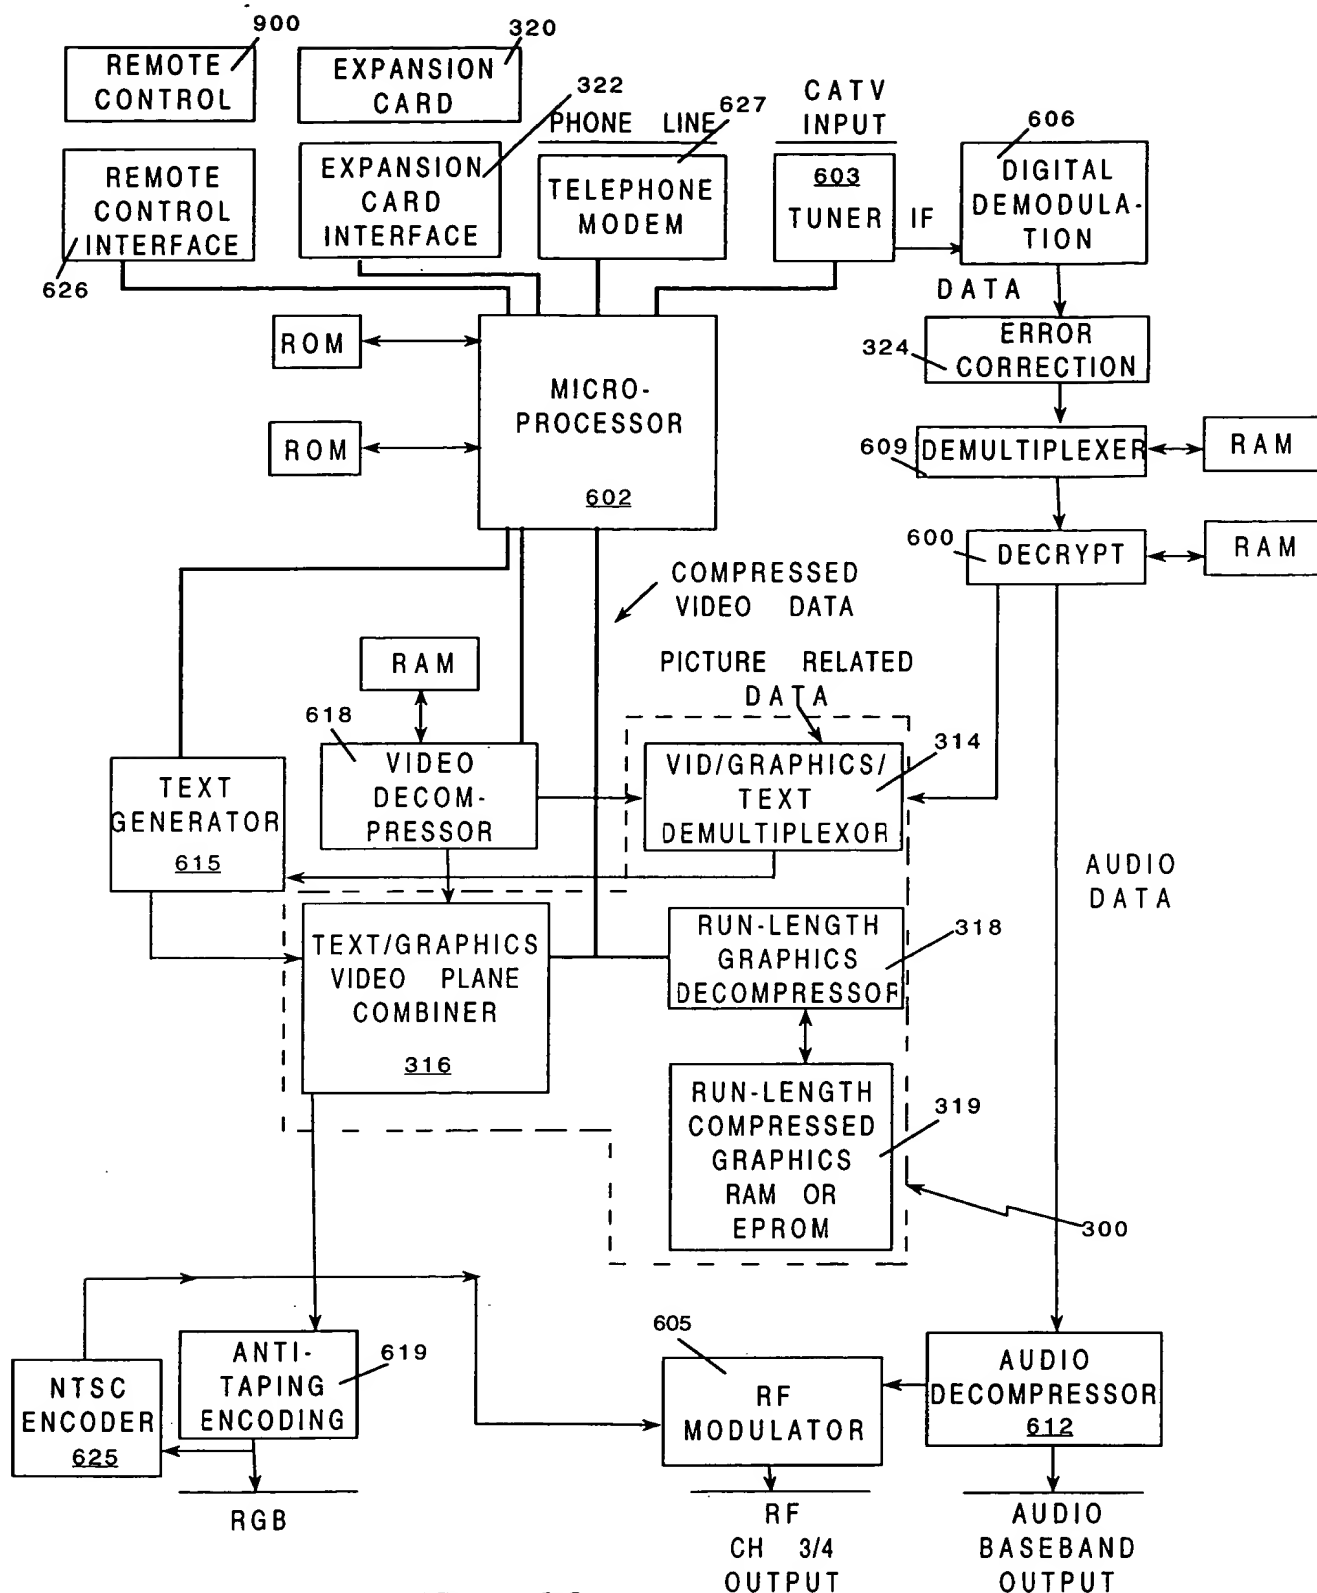 900
REMOTE
CONTROL
320
EXPANSION
CARD
322
PHONE LINE
627
CATV
INPUT
606
REMOTE
CONTROL
INTERFACE
626
EXPANSION
CARD
INTERFACE
TELEPHONE
MODEM
603
TUNER
IF
DIGITAL
DEMODULA-
TION
DATA
ROM
ROM
MICRO-
PROCESSOR
602
324
ERROR
CORRECTION
609
DEMULTIPLEXER
RAM
600
DECRYPT
RAM
COMPRESSED
VIDEO DATA
RAM
PICTURE RELATED
DATA
618
VIDEO
DECOM-
PRESSOR
VID/GRAPHICS/
TEXT
DEMULTIPLEXOR
314
TEXT
GENERATOR
615
AUDIO
DATA
TEXT/GRAPHICS
VIDEO PLANE
COMBINER
316
RUN-LENGTH
GRAPHICS
DECOMPRESSOR
318
RUN-LENGTH
COMPRESSED
GRAPHICS
RAM OR
EPROM
319
300
NTSC
ENCODER
625
ANTI-
TAPING
ENCODING
619
605
RF
MODULATOR
AUDIO
DECOMPRESSOR
612
RGB
RF
CH 3/4
OUTPUT
AUDIO
BASEBAND
OUTPUT